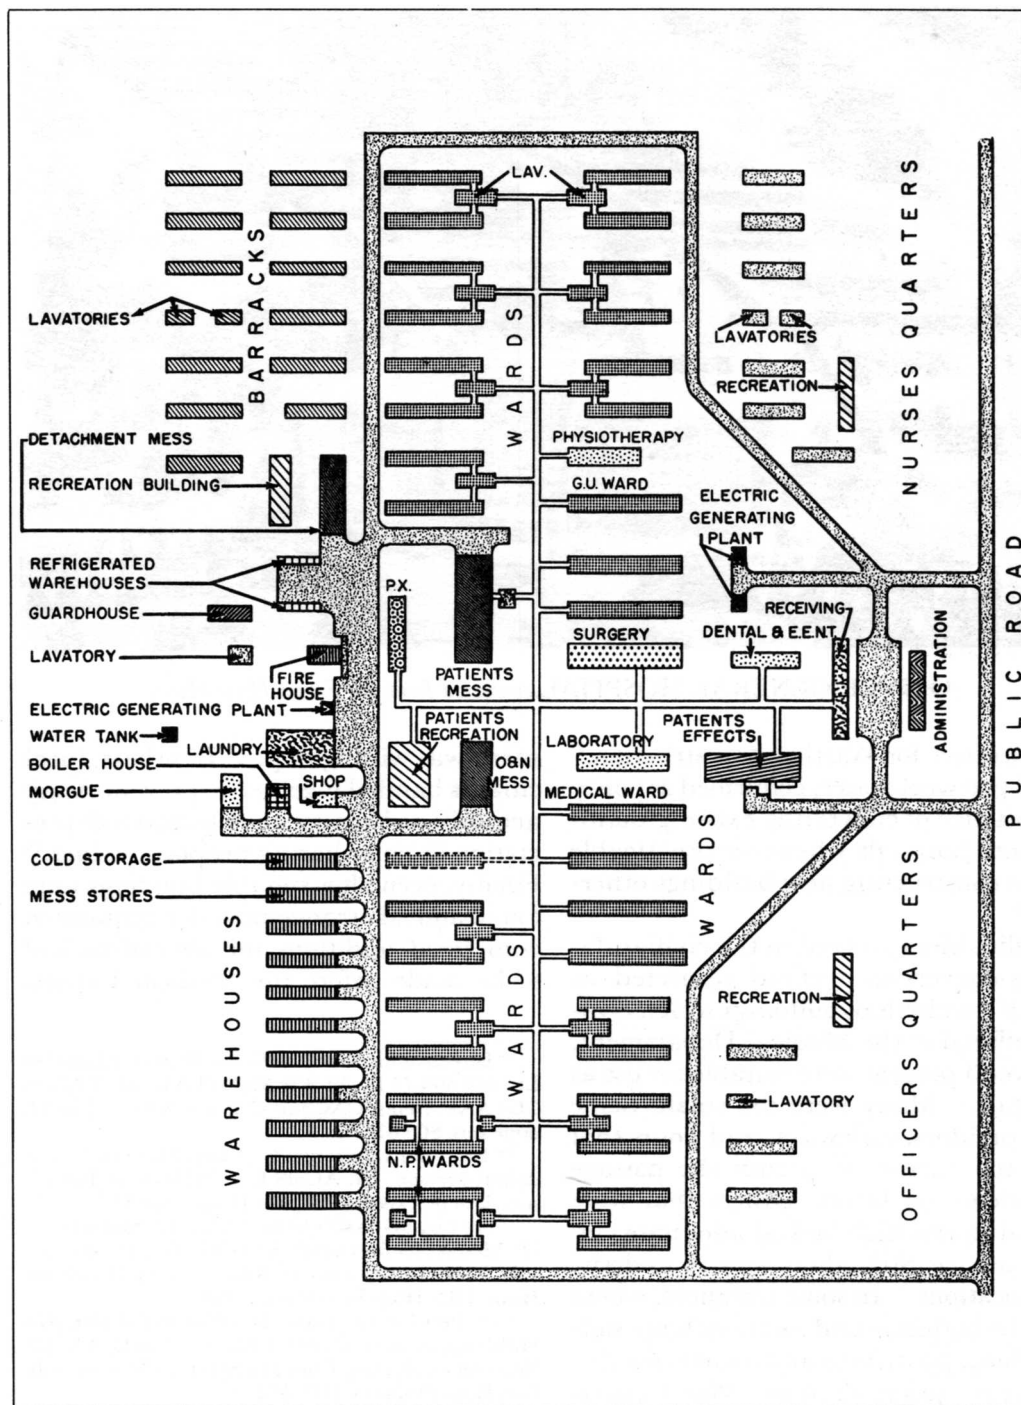 LAV.
BARRACKS
LAVATORIES
WARDS
NURSES QUARTERS
LAVATORIES
RECREATION
DETACHMENT MESS
RECREATION BUILDING
PHYSIOTHERAPY
G.U. WARD
ELECTRIC
GENERATING
PLANT
REFRIGERATED
WAREHOUSES
GUARDHOUSE
P.X.
RECEIVING
LAVATORY
FIRE
HOUSE
PATIENTS
MESS
SURGERY
DENTAL & E.E.N.T.
ADMINISTRATION
PUBLIC ROAD
ELECTRIC GENERATING PLANT
WATER TANK
LAUNDRY
PATIENTS
RECREATION
LABORATORY
PATIENTS
EFFECTS
BOILER HOUSE
MORGUE
SHOP
O&N
MESS
MEDICAL WARD
COLD STORAGE
MESS STORES
WAREHOUSES
WARDS
WARDS
RECREATION
OFFICERS QUARTERS
LAVATORY
N.P. WARDS